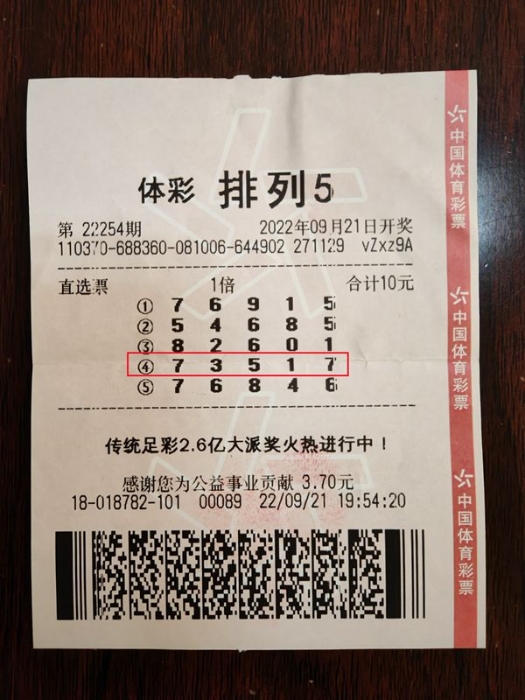 体彩 排列5
第 22254期 2022年09月21日开奖
110370-688360-081006-644902 271129 vZxz9A
直选票 1倍 合计10元
① 7 6 9 1 5
② 5 4 6 8 5
③ 8 2 6 0 1
④ 7 3 5 1 7
⑤ 7 6 8 4 6
传统足彩2.6亿大派奖火热进行中！
感谢您为公益事业贡献 3.70元
18-018782-101 00089 22/09/21 19:54:20
中国体育彩票
中国体育彩票
中国体育彩票